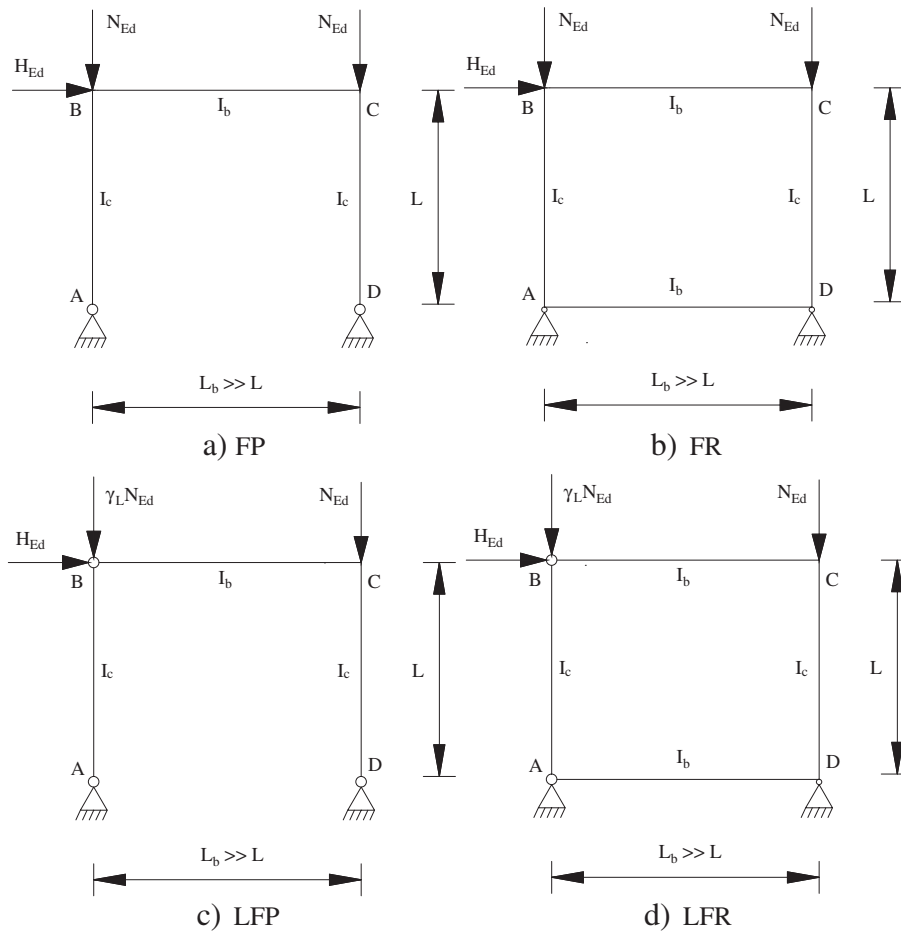 N_Ed N_Ed
H_Ed
B I_b C
I_c I_c L
A D
L_b >> L
a) FP
N_Ed N_Ed
H_Ed
B I_b C
I_c I_c L
A I_b D
L_b >> L
b) FR
γ_L N_Ed N_Ed
H_Ed
B I_b C
I_c I_c L
A D
L_b >> L
c) LFP
γ_L N_Ed N_Ed
H_Ed
B I_b C
I_c I_c L
A I_b D
L_b >> L
d) LFR